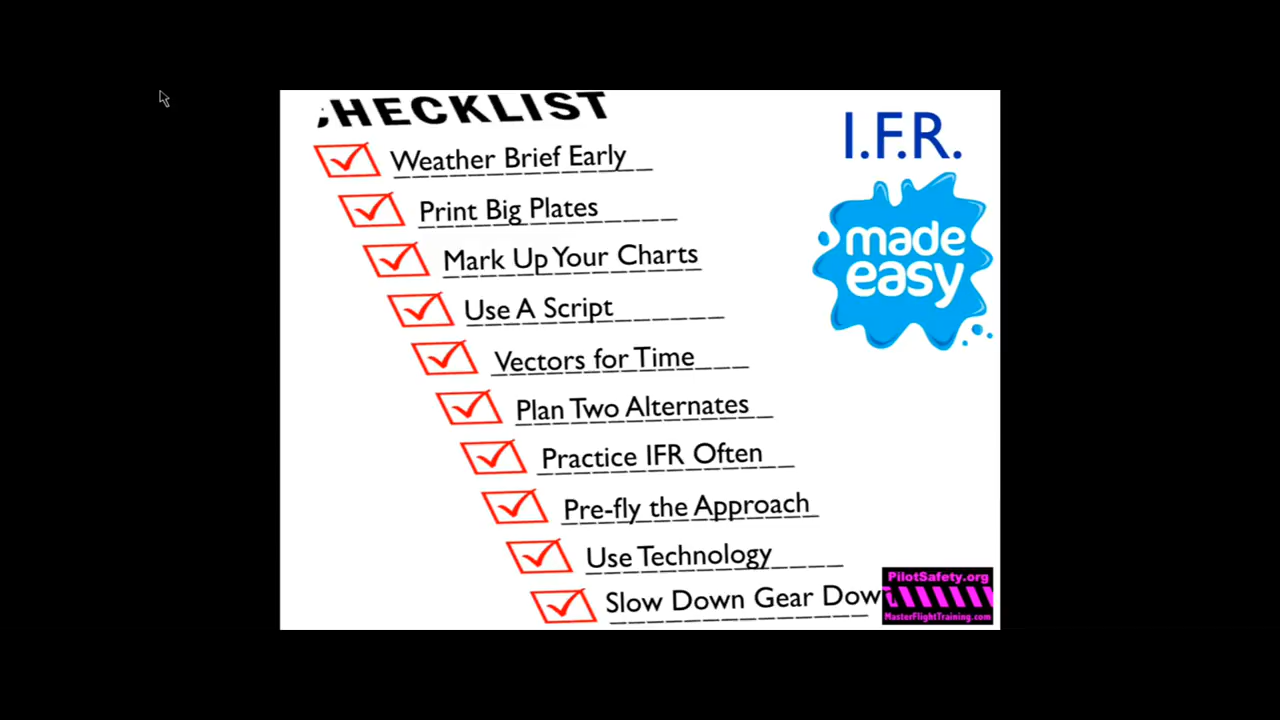 CHECKLIST
I.F.R.
made
easy
Weather Brief Early
Print Big Plates
Mark Up Your Charts
Use A Script
Vectors for Time
Plan Two Alternates
Practice IFR Often
Pre-fly the Approach
Use Technology
Slow Down Gear Dow
PilotSafety.org
MasterFlightTraining.com